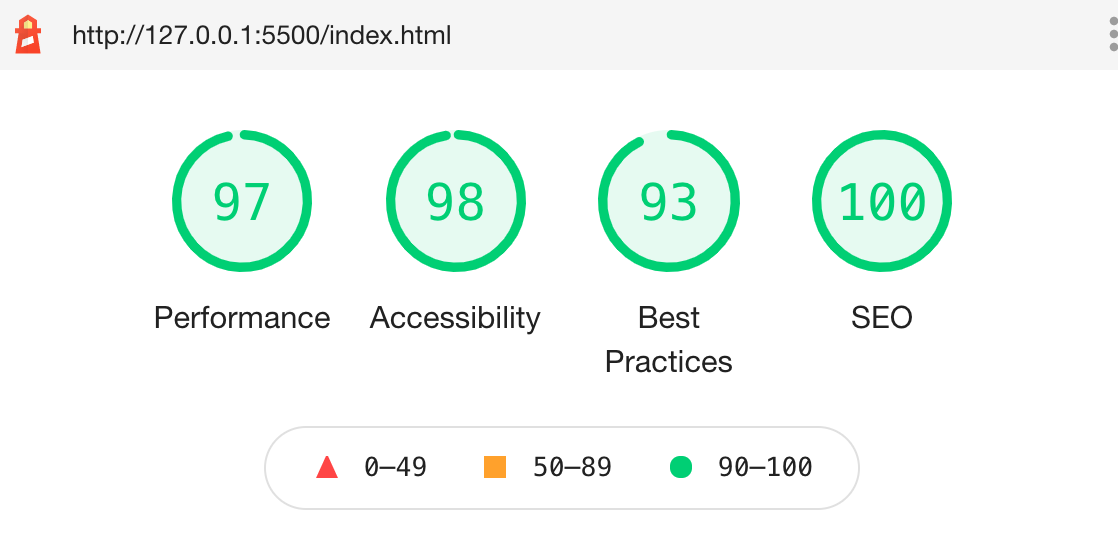 http://127.0.0.1:5500/index.html
97 98 93 100
Performance Accessibility Best Practices SEO
0–49 50–89 90–100